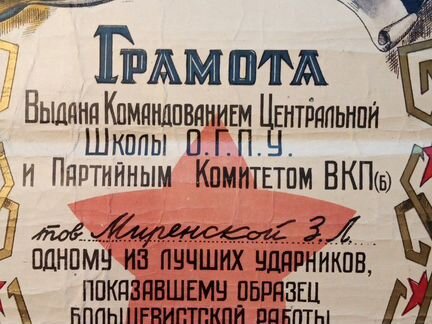 Грамота
Выдана Командованием Центральной
Школы О.Г.П.У.
и Партийным Комитетом ВКП(б)
тов Миренской З.Л.
одному из лучших ударников,
показавшему образец
большевистской работы